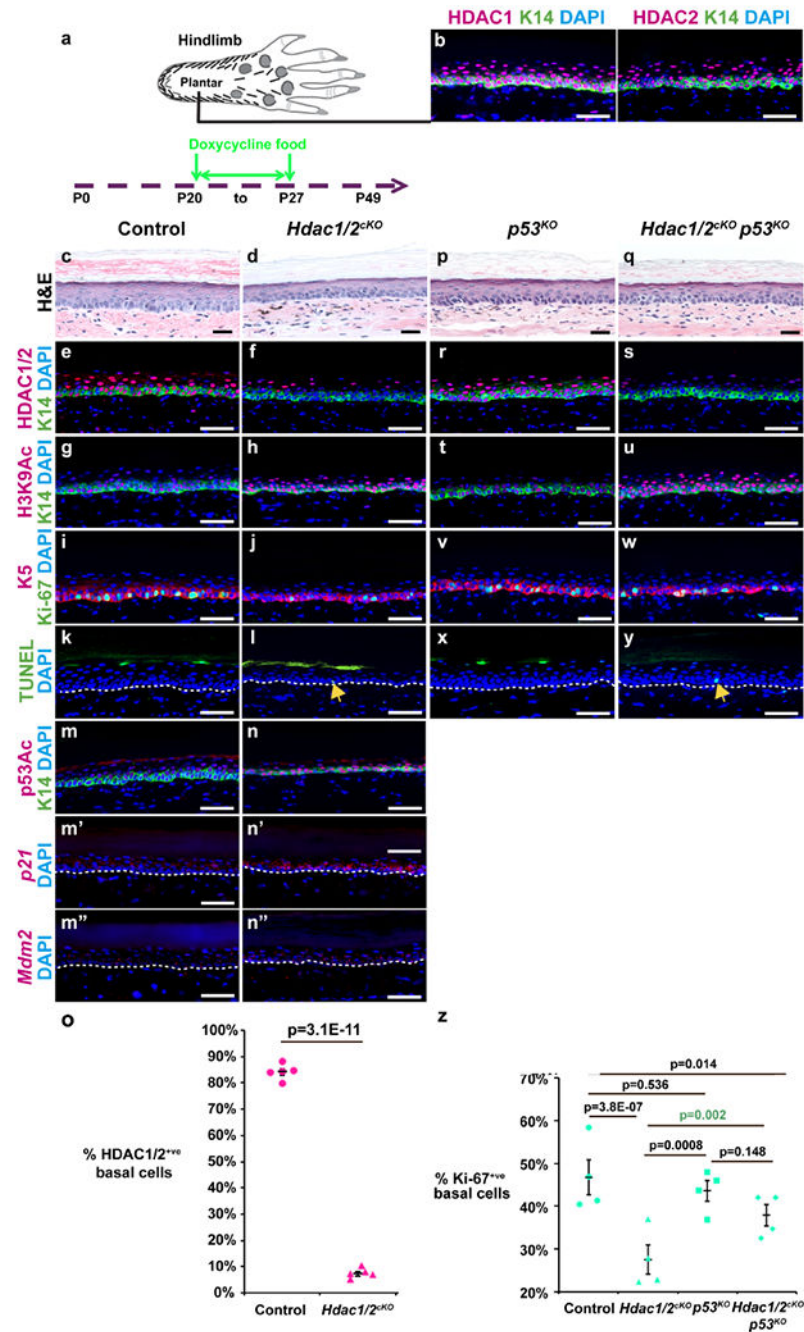 a
Hindlimb
Plantar
HDAC1 K14 DAPI
HDAC2 K14 DAPI
b
Doxycycline food
P0 P20 to P27 P49
Control
Hdac1/2cKO
p53KO
Hdac1/2cKO p53KO
H&E
c
d
p
q
HDAC1/2
K14 DAPI
e
f
r
s
H3K9Ac
K14 DAPI
g
h
t
u
K5
Ki-67 DAPI
i
j
v
w
TUNEL
DAPI
k
l
x
y
p53Ac
K14 DAPI
m
n
p21
DAPI
m'
n'
Mdm2
DAPI
m"
n"
o
100%
90%
80%
70%
60%
50%
40%
30%
20%
10%
0%
p=3.1E-11
% HDAC1/2+ve
basal cells
Control
Hdac1/2cKO
z
p=0.014
70%
p=0.536
60%
p=3.8E-07
p=0.002
50%
p=0.0008
p=0.148
40%
30%
20%
% Ki-67+ve
basal cells
Control
Hdac1/2cKO
p53KO
Hdac1/2cKO
p53KO